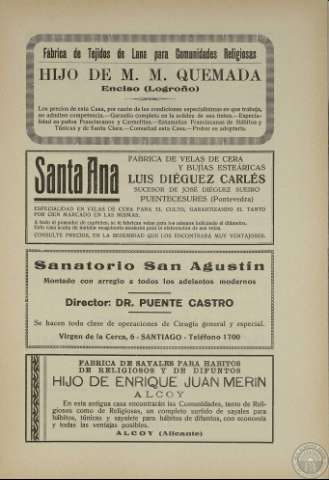 Fábrica de Tejidos de Lana para Comunidades Religiosas
HIJO DE M. M. QUEMADA
Enciso (Logroño)
Los precios de esta Casa, por razón de las condiciones especialísimas en que trabaja,
no admiten competencia.—Garantía completa en la solidez de sus tintes.—Especia-
lidad en paños Franciscanos y Carmelitas.—Estameñas Franciscanas de Hábitos y
Túnicas y de Santa Clara.—Consultad esta Casa.—Probar es adoptarla.
Santa Ana
FABRICA DE VELAS DE CERA
Y BUJÍAS ESTEÁRICAS
LUIS DIÉGUEZ CARLÉS
SUCESOR DE JOSÉ DIÉGUEZ SUEIRO
PUENTECESURES (Pontevedra)
ESPECIALIDAD EN VELAS DE CERA PARA EL CULTO, GARANTIZANDO EL TANTO
POR CIEN MARCADO EN LAS MISMAS.
A todo el comprador de
CONSULTE PRECIOS, EN LA SEGURIDAD QUE LOS ENCONTRARÁ MUY VENTAJOSOS.
Sanatorio San Agustín
Montado con arreglo a todos los adelantos modernos
Director: DR. PUENTE CASTRO
Se hacen toda clase de operaciones de Cirugía general y especial.
Virgen de la Cerca, 6 - SANTIAGO - Teléfono 1700
FABRICA DE SAYALES PARA HABITOS
DE RELIGIOSOS Y DE DIFUNTOS
HIJO DE ENRIQUE JUAN MERIN
ALCOY
En esta antigua casa encontrarán las Comunidades, tanto de Reli-
giosos como de Religiosas, un completo surtido de sayales para
hábitos, túnicas y sayalete para hábitos de difuntos, con economía
y todas las ventajas posibles.
ALCOY (Alicante)